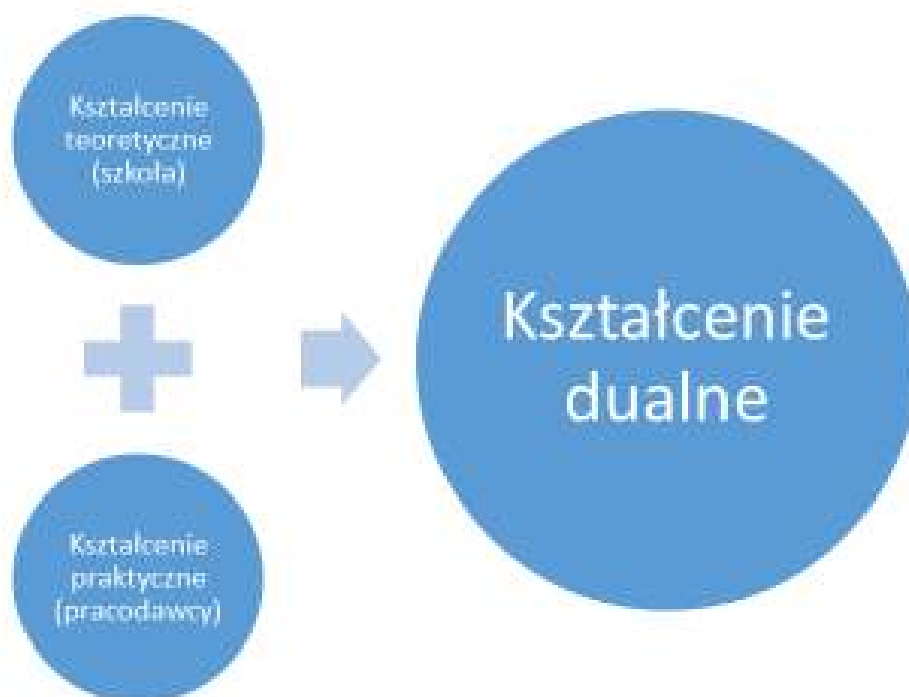 Kształcenie
teoretyczne
(szkoła)
Kształcenie
praktyczne
(pracodawcy)
Kształcenie
dualne